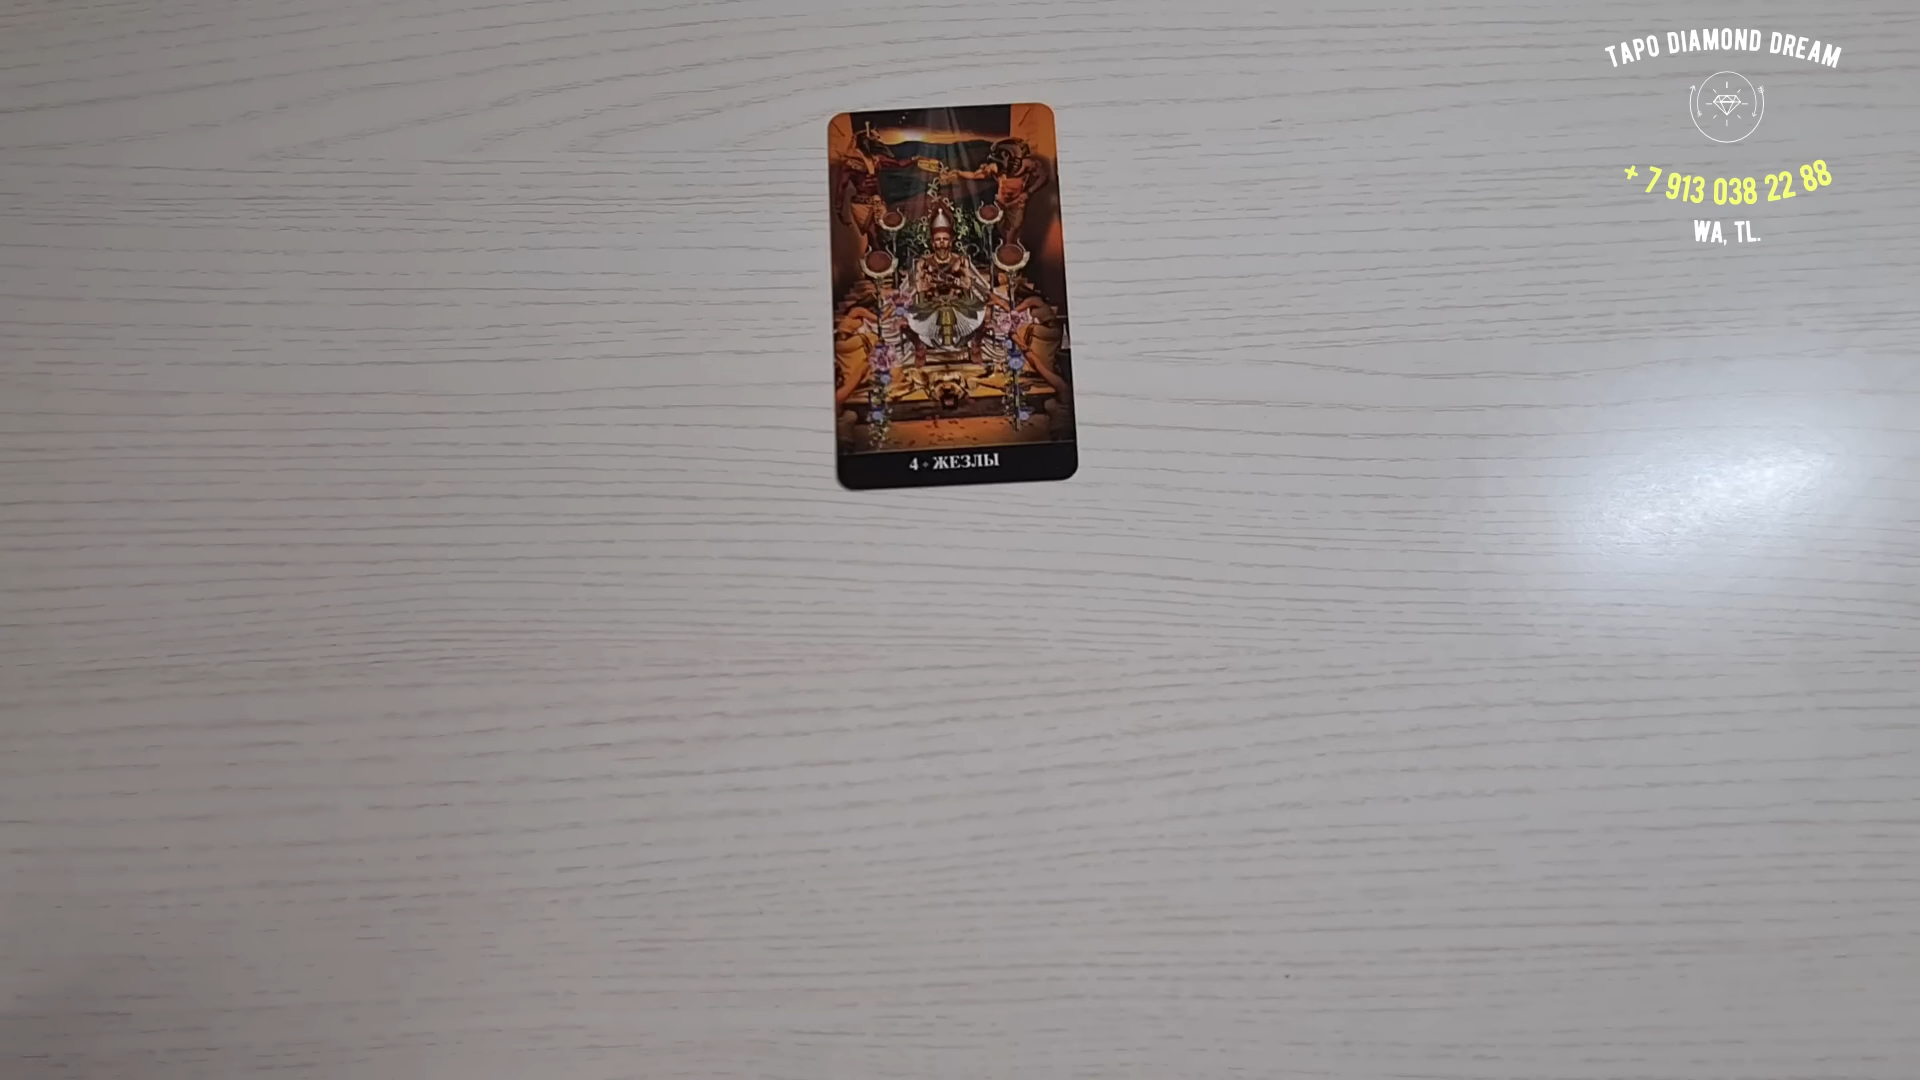 ТАРО DIAMOND DREAM
+ 7 913 038 22 88
WA, TL.
4 • ЖЕЗЛЫ